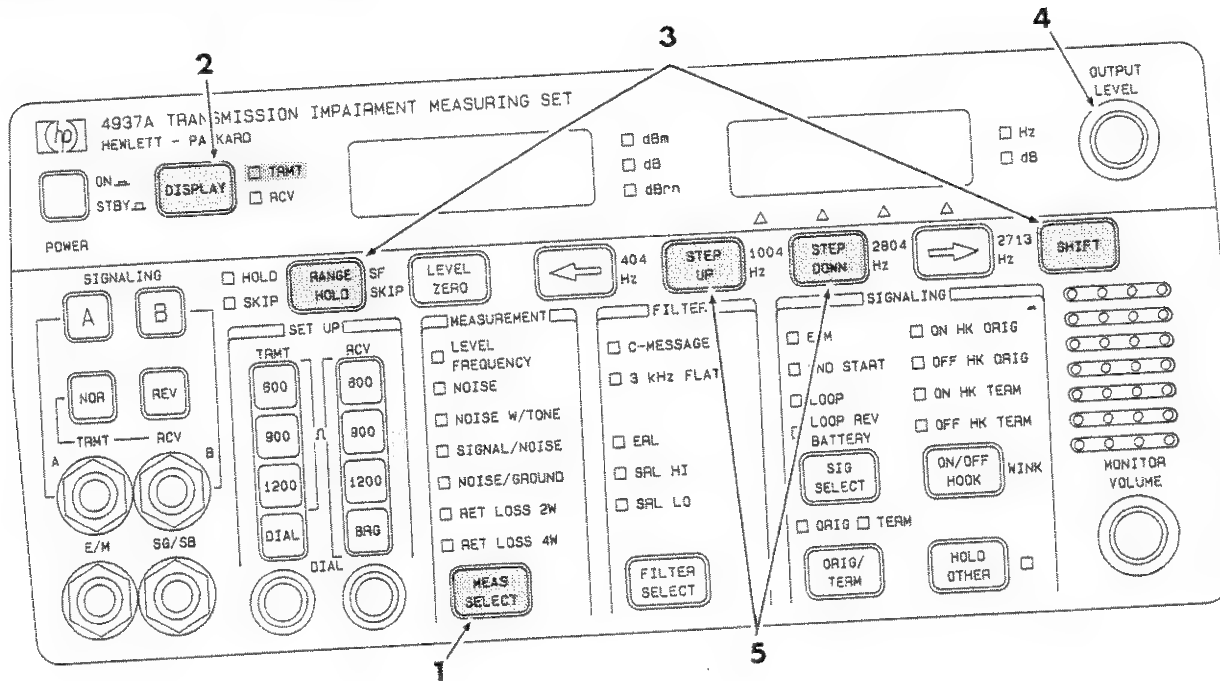 3
4
2
OUTPUT
LEVEL
hp
4937A TRANSMISSION IMPAIRMENT MEASURING SET
HEWLETT - PACKARD
dBm
dB
dBrn
Hz
dB
ON
STBY
DISPLAY
TRMT
RCV
POWER
SIGNALING
A
B
HOLD
SKIP
RANGE
HOLD
SF
SKIP
LEVEL
ZERO
404
Hz
STEP
UP
1004
Hz
STEP
DOWN
2804
Hz
2713
Hz
SHIFT
NOR
REV
TRMT
RCV
A
B
E/M
SG/SB
SET UP
TRMT
RCV
600
600
900
900
1200
1200
DIAL
BRG
DIAL
MEASUREMENT
LEVEL
FREQUENCY
NOISE
NOISE W/TONE
SIGNAL/NOISE
NOISE/GROUND
RET LOSS 2W
RET LOSS 4W
MEAS
SELECT
FILTER
C-MESSAGE
3 kHz FLAT
ERL
SRL HI
SRL LO
FILTER
SELECT
SIGNALING
E/M
GND START
LOOP
LOOP REV
BATTERY
SIG
SELECT
ORIG
TERM
ORIG/
TERM
ON HK ORIG
OFF HK ORIG
ON HK TERM
OFF HK TERM
ON/OFF
HOOK
WINK
HOLD
OTHER
MONITOR
VOLUME
1
5